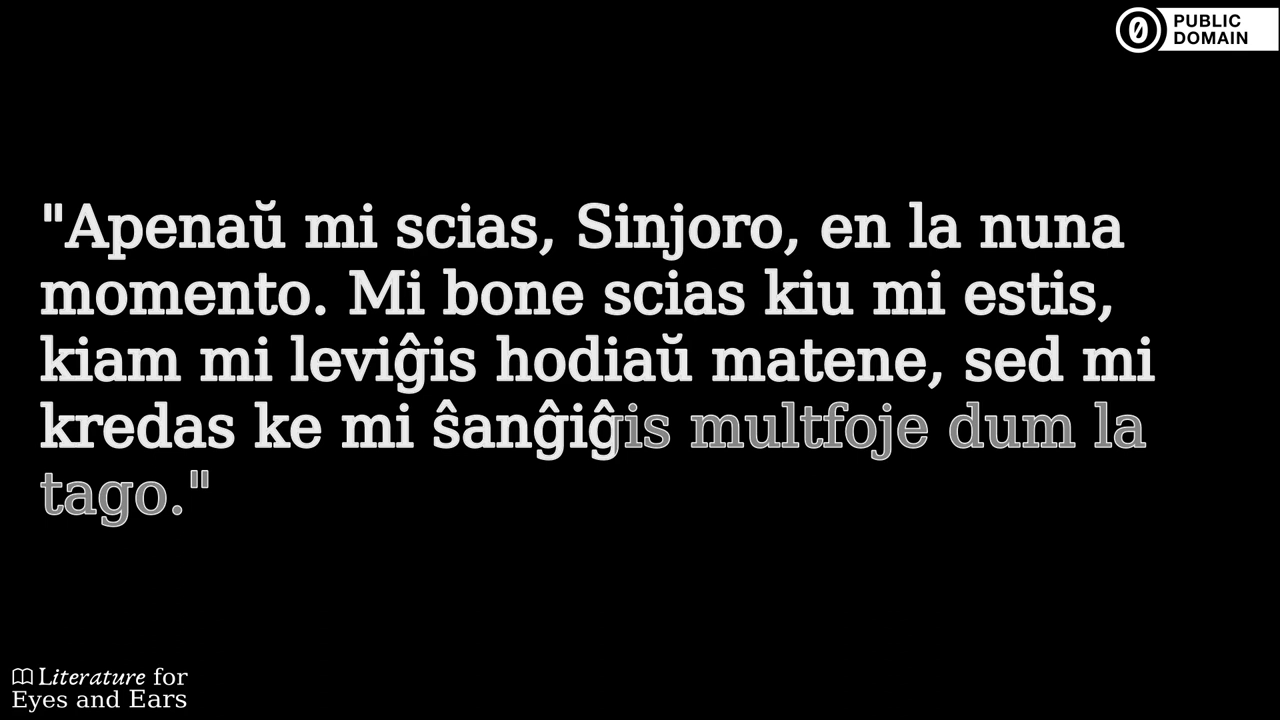 PUBLIC
DOMAIN
"Apenaŭ mi scias, Sinjoro, en la nuna
momento. Mi bone scias kiu mi estis,
kiam mi leviĝis hodiaŭ matene, sed mi
kredas ke mi ŝanĝiĝis multfoje dum la
tago."
Literature for
Eyes and Ears